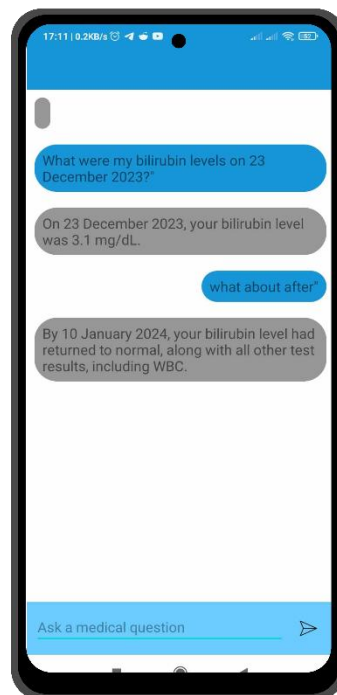 17:11 | 0.2KB/s
What were my bilirubin levels on 23
December 2023?"
On 23 December 2023, your bilirubin level
was 3.1 mg/dL.
what about after"
By 10 January 2024, your bilirubin level had
returned to normal, along with all other test
results, including WBC.
Ask a medical question